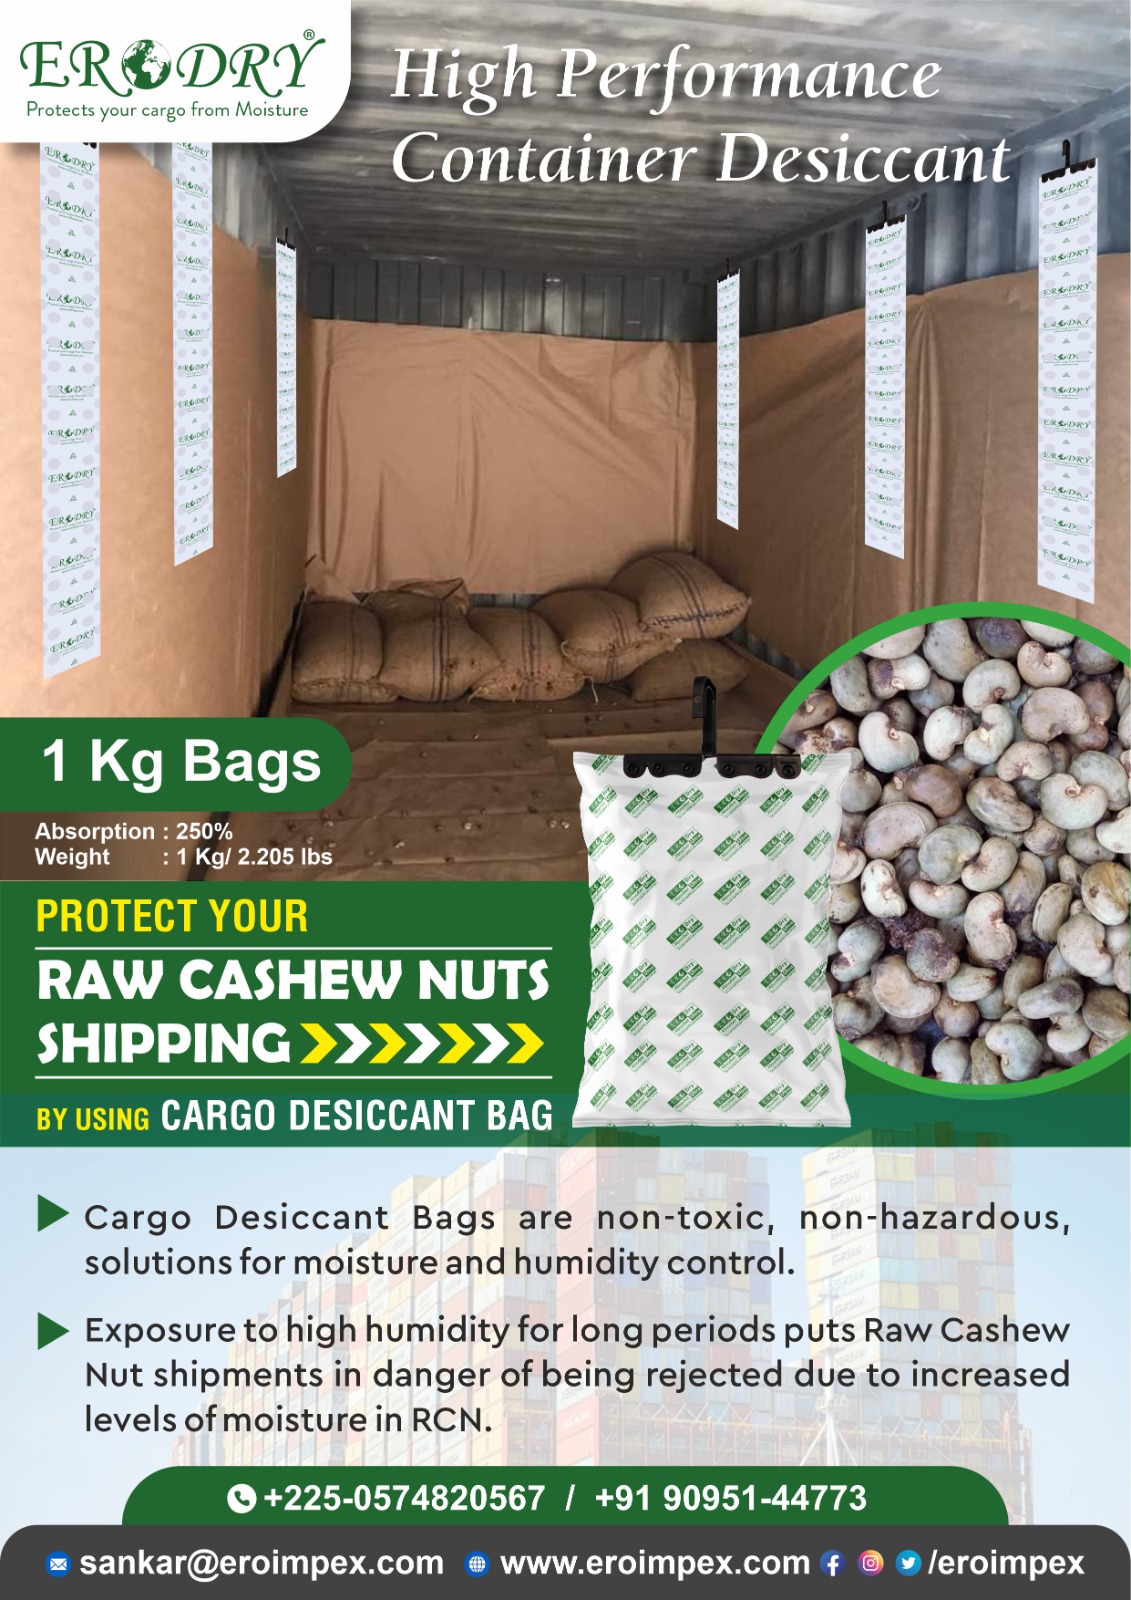 ERODRY®
Protects your cargo from Moisture
High Performance
Container Desiccant
1 Kg Bags
Absorption : 250%
Weight : 1 Kg/ 2.205 lbs
PROTECT YOUR
RAW CASHEW NUTS
SHIPPING
BY USING CARGO DESICCANT BAG
Cargo Desiccant Bags are non-toxic, non-hazardous,
solutions for moisture and humidity control.
Exposure to high humidity for long periods puts Raw Cashew
Nut shipments in danger of being rejected due to increased
levels of moisture in RCN.
+225-0574820567 / +91 90951-44773
sankar@eroimpex.com www.eroimpex.com /eroimpex